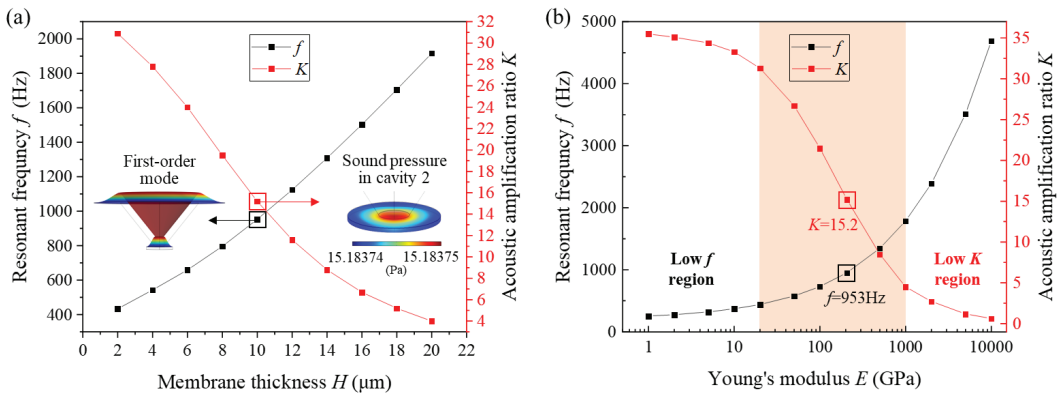 (a)
Resonant frequncy f (Hz)
2000
1800
1600
1400
1200
1000
800
600
400
f
K
First-order
mode
Sound pressure
in cavity 2
15.18374
15.18375
(Pa)
32
30
28
26
24
22
20
18
16
14
12
10
8
6
4
Acoustic amplification ratio K
0 2 4 6 8 10 12 14 16 18 20 22
Membrane thickness H (μm)
(b)
Resonant frequncy f (Hz)
5000
4000
3000
2000
1000
0
f
K
K=15.2
Low f
region
Low K
region
f=953Hz
35
30
25
20
15
10
5
0
Acoustic amplification ratio K
1 10 100 1000 10000
Young's modulus E (GPa)